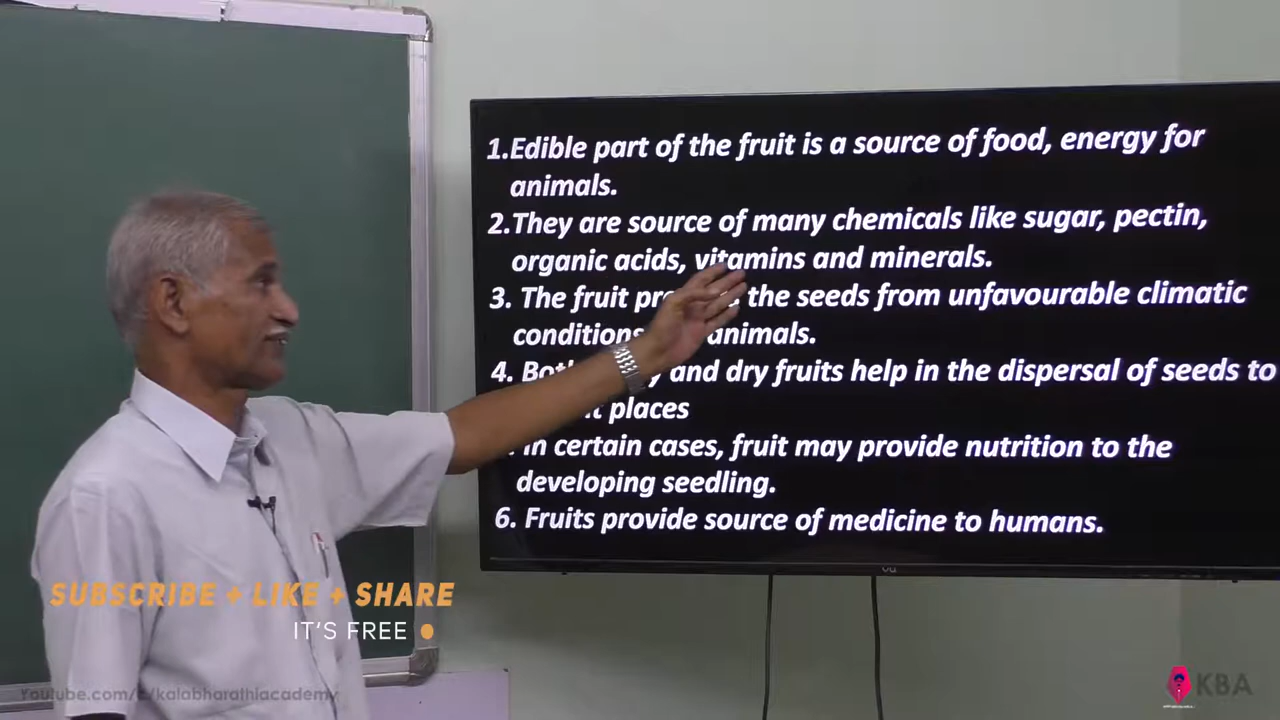 1.Edible part of the fruit is a source of food, energy for
animals.
2.They are source of many chemicals like sugar, pectin,
organic acids, vitamins and minerals.
3. The fruit the seeds from unfavourable climatic
conditions animals.
4. and dry fruits help in the dispersal of seeds to
places
in certain cases, fruit may provide nutrition to the
developing seedling.
6. Fruits provide source of medicine to humans.
SUBSCRIBE + LIKE + SHARE
IT'S FREE
Youtube.com/c/kalabharathiacademy
KBA